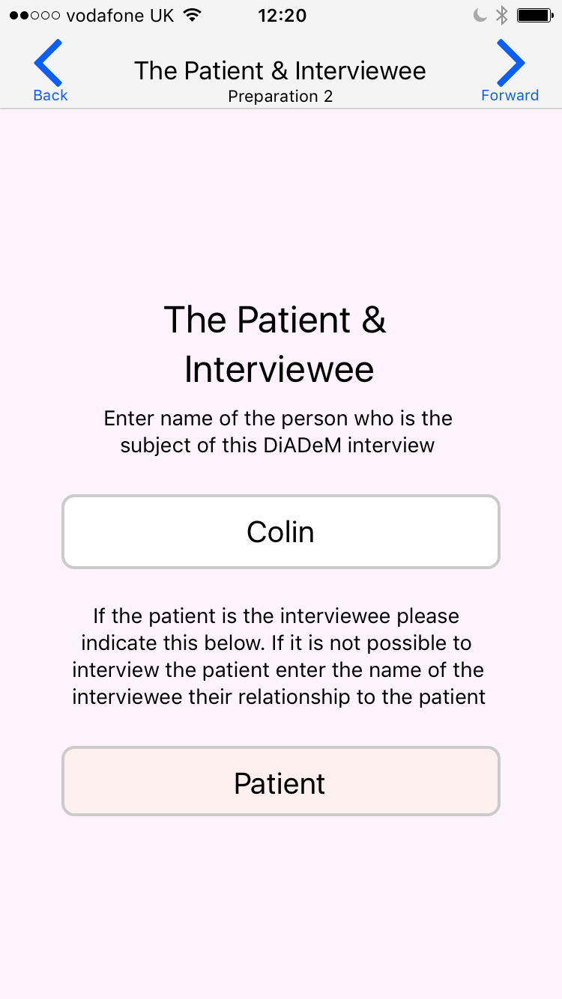 vodafone UK 12:20
The Patient & Interviewee
Back Preparation 2 Forward
The Patient &
Interviewee
Enter name of the person who is the
subject of this DiADeM interview
Colin
If the patient is the interviewee please
indicate this below. If it is not possible to
interview the patient enter the name of the
interviewee their relationship to the patient
Patient